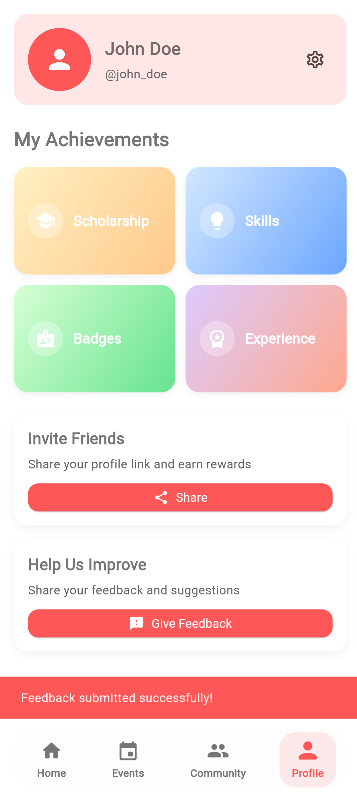 John Doe
@john_doe
My Achievements
Scholarship
Skills
Badges
Experience
Invite Friends
Share your profile link and earn rewards
Share
Help Us Improve
Share your feedback and suggestions
Give Feedback
Feedback submitted successfully!
Home
Events
Community
Profile